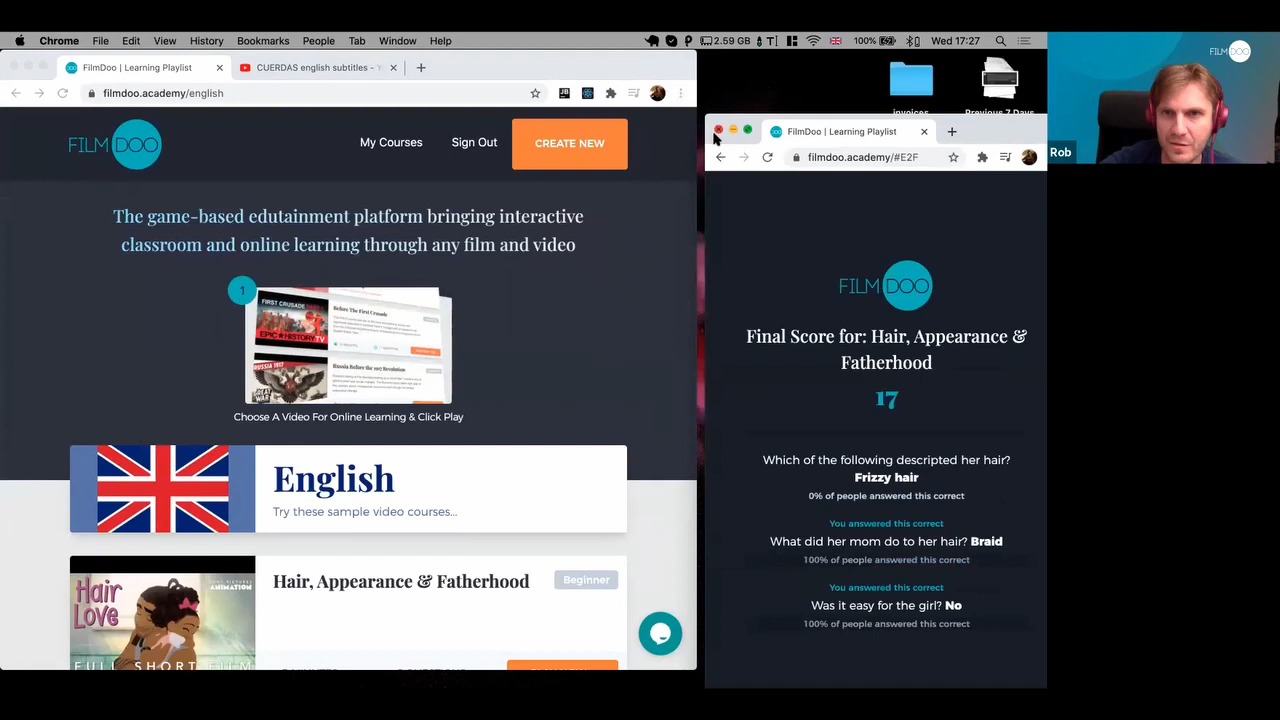 Chrome File Edit View History Bookmarks People Tab Window Help
2.59 GB 100% Wed 17:27
FilmDoo | Learning Playlist
CUERDAS english subtitles -
filmdoo.academy/english
FILMDOO
My Courses Sign Out CREATE NEW
The game-based edutainment platform bringing interactive
classroom and online learning through any film and video
1
FIRST CRUSADE
EPIC HISTORY TV
Before The First Crusade
RUSSIA 1917
Russia Before the 1917 Revolution
Choose A Video For Online Learning & Click Play
English
Try these sample video courses...
Hair Love
SONY PICTURES
ANIMATION
FULL SHORT FILM
Hair, Appearance & Fatherhood
Beginner
invoices
Previous 7 Days
FilmDoo | Learning Playlist
filmdoo.academy/#E2F
FILMDOO
Final Score for: Hair, Appearance &
Fatherhood
17
Which of the following descripted her hair?
Frizzy hair
0% of people answered this correct
You answered this correct
What did her mom do to her hair? Braid
100% of people answered this correct
You answered this correct
Was it easy for the girl? No
100% of people answered this correct
FILMDOO
Rob